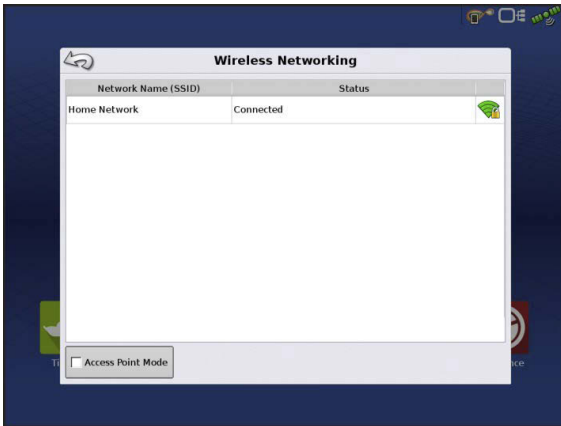 Wireless Networking
Network Name (SSID) Status
Home Network Connected
Access Point Mode